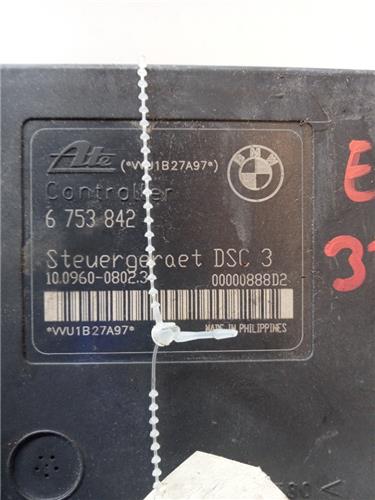 Ate (*VVU1B27A97*) BMW
Controller
6 753 842
Steuergeraet DSC 3
10.0960-0802.3 00000888D2
*VVU1B27A97* MADE IN PHILIPPINES
E
3